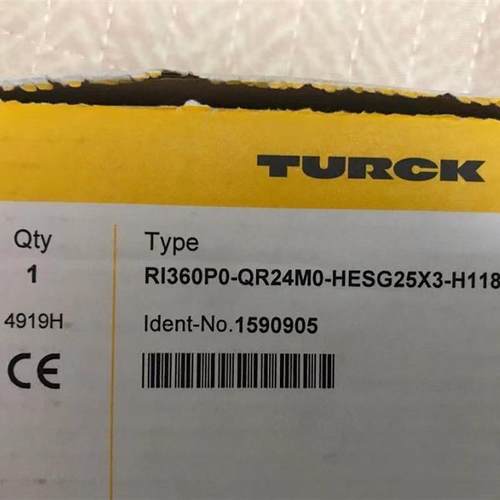 TURCK
Qty
1
4919H
CE
Type
RI360P0-QR24M0-HESG25X3-H118
Ident-No.1590905